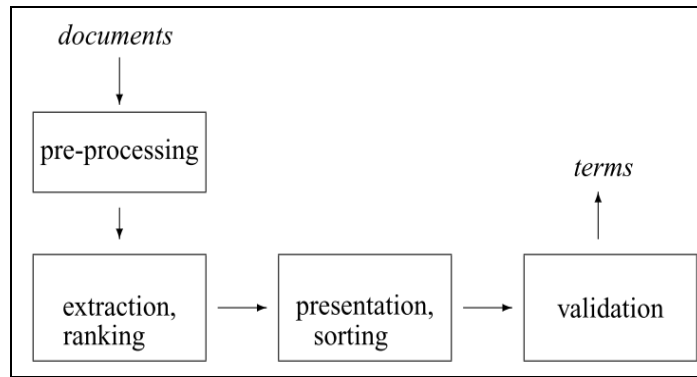 documents
pre-processing
terms
extraction,
ranking
presentation,
sorting
validation